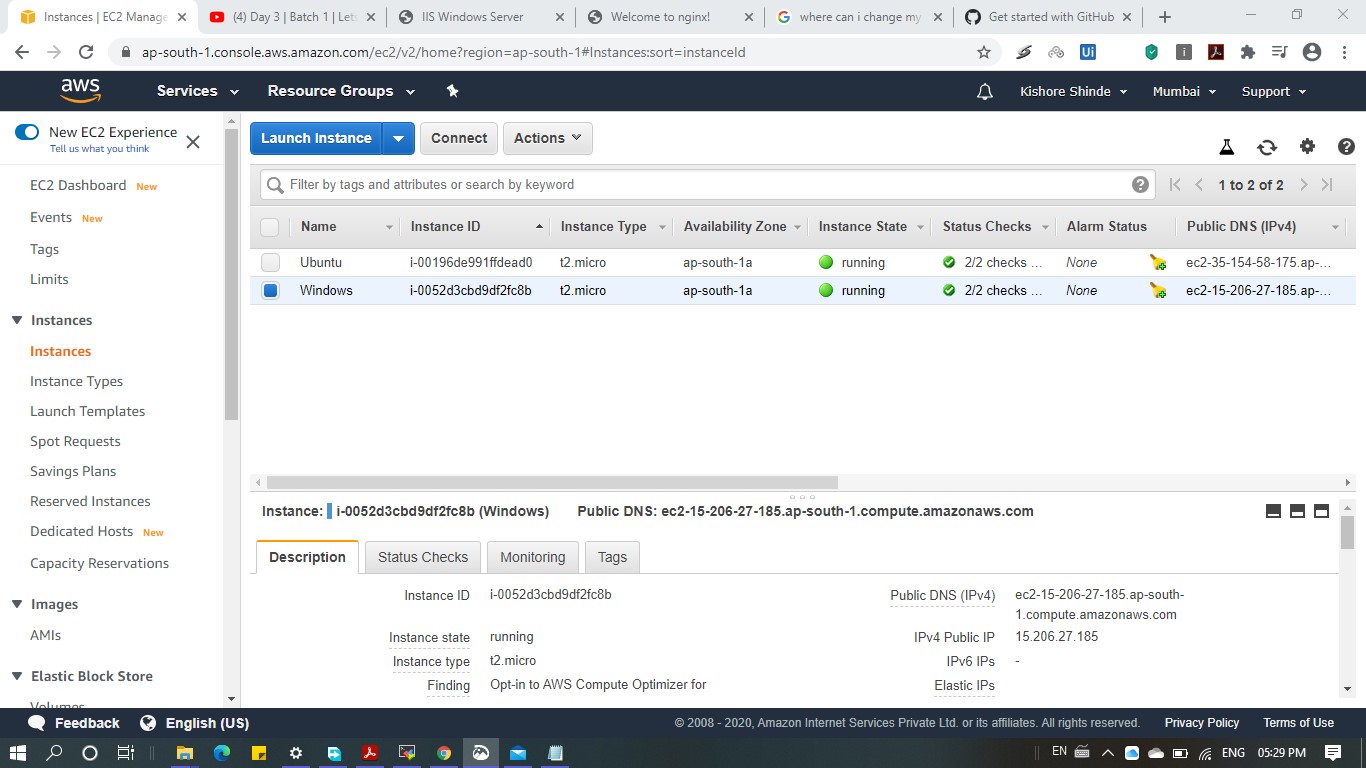 Instances | EC2 Manage
(4) Day 3 | Batch 1 | Lets
IIS Windows Server
Welcome to nginx!
where can i change my
Get started with GitHub
ap-south-1.console.aws.amazon.com/ec2/v2/home?region=ap-south-1#Instances:sort=instanceId
Ui
aws
Services
Resource Groups
Kishore Shinde
Mumbai
Support
New EC2 Experience
Tell us what you think
EC2 Dashboard New
Events New
Tags
Limits
Instances
Instances
Instance Types
Launch Templates
Spot Requests
Savings Plans
Reserved Instances
Dedicated Hosts New
Capacity Reservations
Images
AMIs
Elastic Block Store
Volumes
Launch Instance
Connect
Actions
Filter by tags and attributes or search by keyword
1 to 2 of 2
Name Instance ID Instance Type Availability Zone Instance State Status Checks Alarm Status Public DNS (IPv4)
Ubuntu i-00196de991ffdead0 t2.micro ap-south-1a running 2/2 checks ... None ec2-35-154-58-175.ap-...
Windows i-0052d3cbd9df2fc8b t2.micro ap-south-1a running 2/2 checks ... None ec2-15-206-27-185.ap-...
Instance: i-0052d3cbd9df2fc8b (Windows) Public DNS: ec2-15-206-27-185.ap-south-1.compute.amazonaws.com
Description
Status Checks
Monitoring
Tags
Instance ID i-0052d3cbd9df2fc8b
Instance state running
Instance type t2.micro
Finding Opt-in to AWS Compute Optimizer for
Public DNS (IPv4) ec2-15-206-27-185.ap-south-
1.compute.amazonaws.com
IPv4 Public IP 15.206.27.185
IPv6 IPs -
Elastic IPs
Feedback
English (US)
© 2008 - 2020, Amazon Internet Services Private Ltd. or its affiliates. All rights reserved.
Privacy Policy
Terms of Use
EN
ENG
05:29 PM